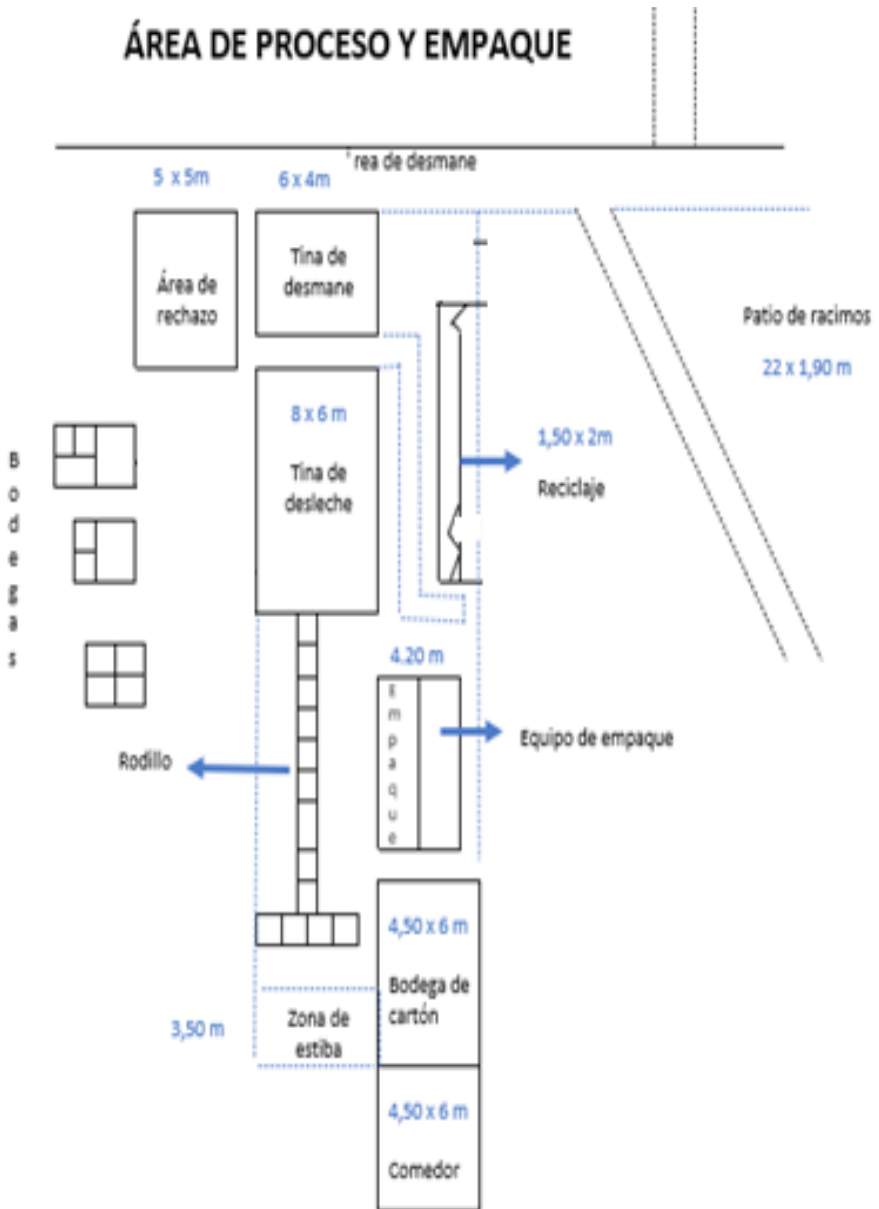 ÁREA DE PROCESO Y EMPAQUE
rea de desmane
5 x 5m
6 x 4m
Área de
rechazo
Tina de
desmane
Patio de racimos
22 x 1,90 m
8 x 6 m
Tina de
desleche
1,50 x 2m
Reciclaje
Bodegas
4.20 m
Empaque
Equipo de empaque
Rodillo
4,50 x 6 m
Bodega de
cartón
3,50 m
Zona de
estiba
4,50 x 6 m
Comedor